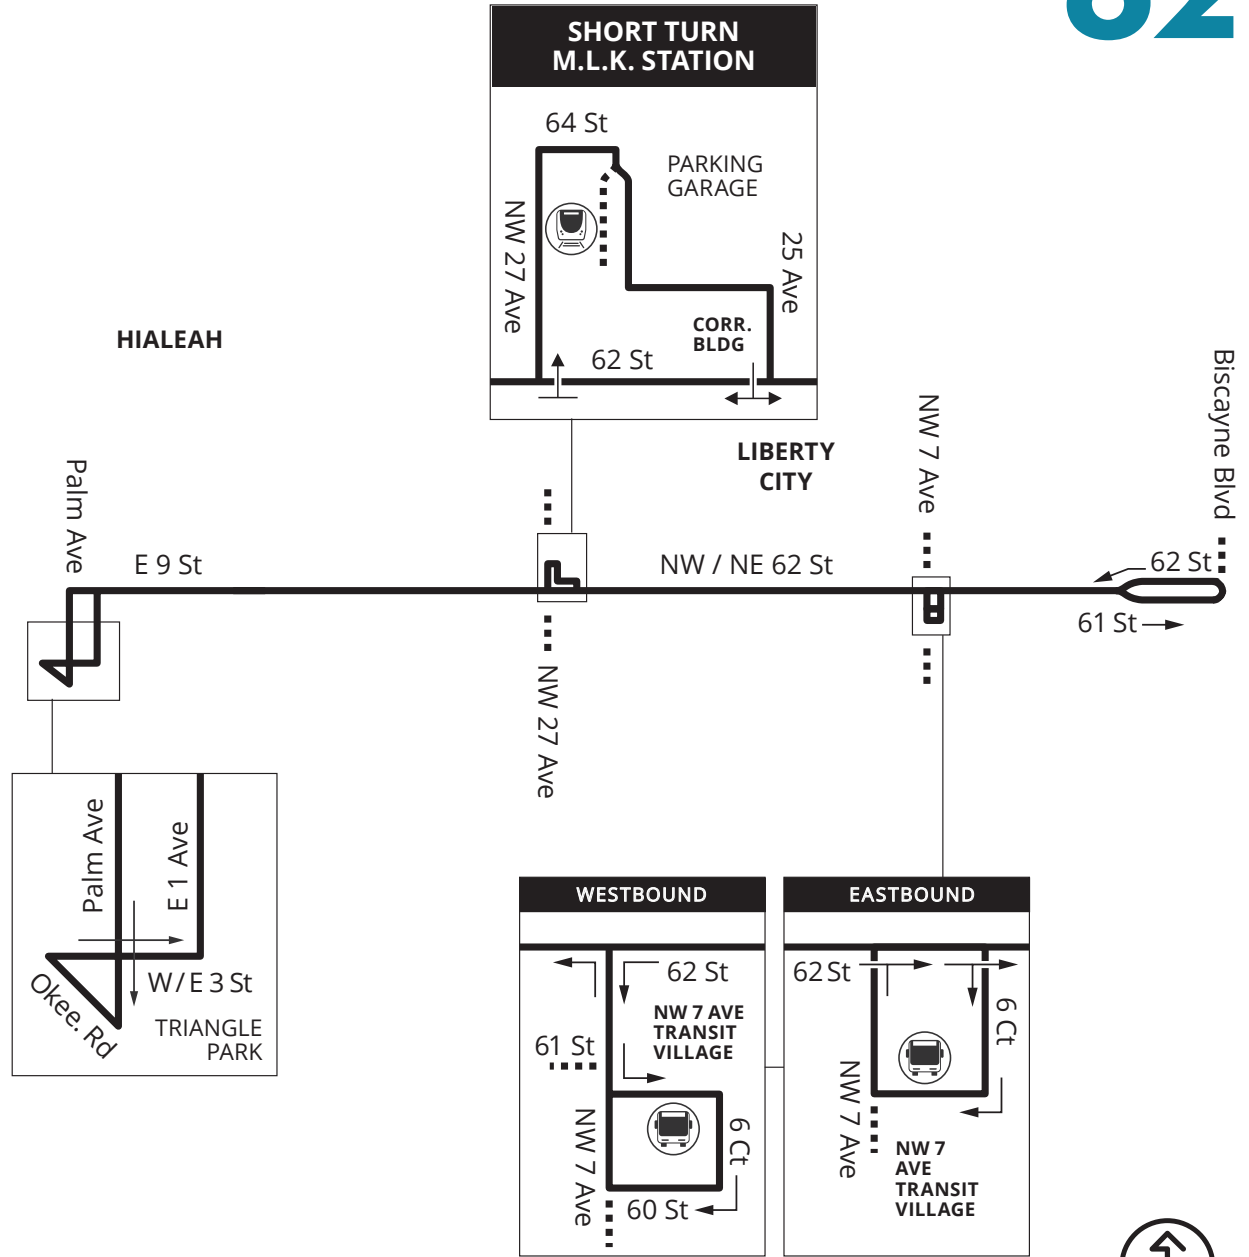 62
SHORT TURN
M.L.K. STATION
64 St
PARKING
GARAGE
NW 27 Ave
25 Ave
CORR.
BLDG
62 St
HIALEAH
LIBERTY
CITY
Biscayne Blvd
NW 7 Ave
Palm Ave
E 9 St
NW / NE 62 St
62 St
61 St
NW 27 Ave
Palm Ave
E 1 Ave
W/E 3 St
Okee. Rd
TRIANGLE
PARK
WESTBOUND
62 St
NW 7 AVE
TRANSIT
VILLAGE
61 St
NW 7 Ave
6 Ct
60 St
EASTBOUND
62 St
6 Ct
NW 7 Ave
NW 7
AVE
TRANSIT
VILLAGE